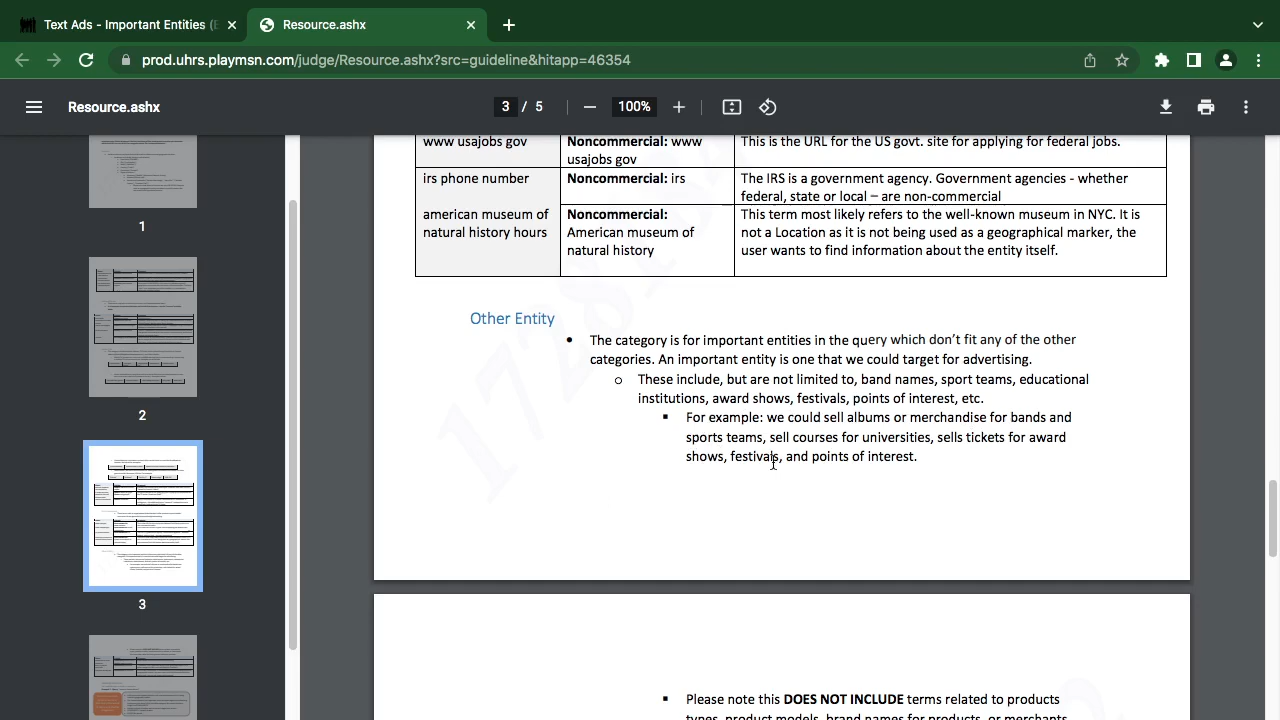 Text Ads - Important Entities (E
Resource.ashx
prod.uhrs.playmsn.com/judge/Resource.ashx?src=guideline&hitapp=46354
Resource.ashx
3 / 5
100%
1
2
3
www usajobs gov
Noncommercial: www
usajobs gov
This is the URL for the US govt. site for applying for federal jobs.
irs phone number
Noncommercial: irs
The IRS is a government agency. Government agencies - whether
federal, state or local – are non-commercial
american museum of
natural history hours
Noncommercial:
American museum of
natural history
This term most likely refers to the well-known museum in NYC. It is
not a Location as it is not being used as a geographical marker, the
user wants to find information about the entity itself.
Other Entity
The category is for important entities in the query which don't fit any of the other
categories. An important entity is one that we could target for advertising.
These include, but are not limited to, band names, sport teams, educational
institutions, award shows, festivals, points of interest, etc.
For example: we could sell albums or merchandise for bands and
sports teams, sell courses for universities, sells tickets for award
shows, festivals, and points of interest.
Please note this DOES NOT INCLUDE terms related to products
types, product models, brand names for products, or merchants